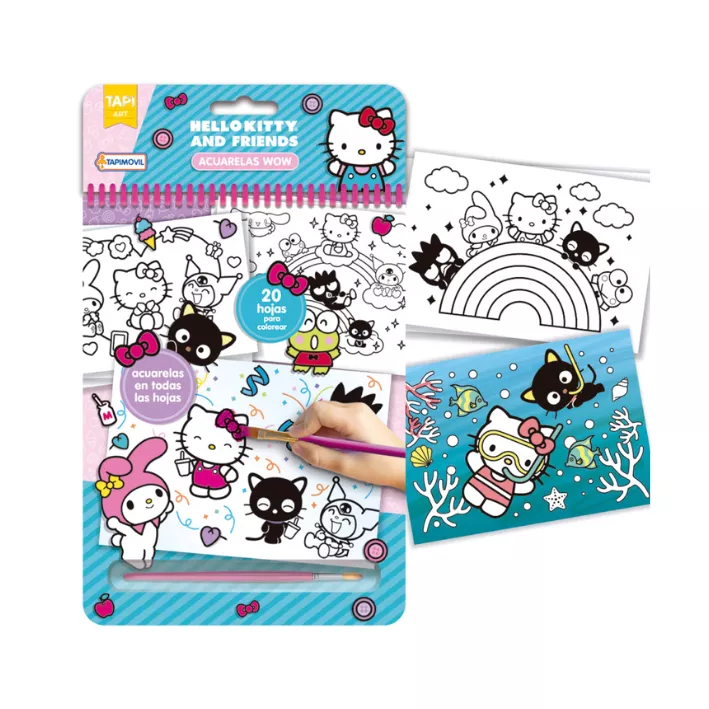 TAPI
ART
TAPIMOVIL
HELLO KITTY
AND FRIENDS
ACUARELAS WOW
20
hojas
para
colorear
acuarelas
en todas
las hojas
M